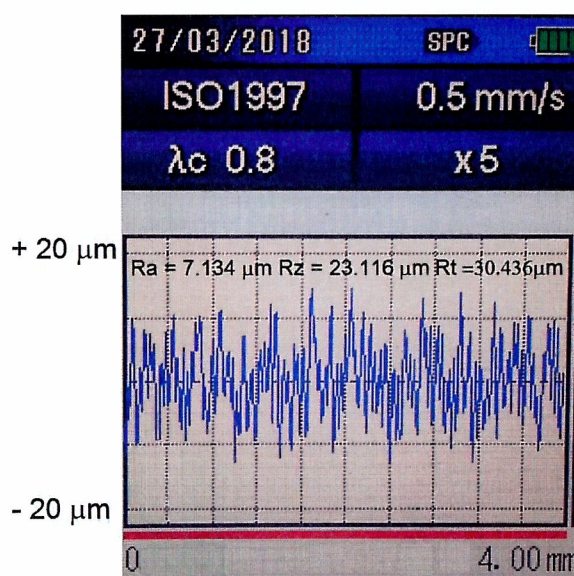 27/03/2018 SPC
ISO1997 0.5 mm/s
λc 0.8 x5
+ 20 µm
Ra = 7.134 µm Rz = 23.116 µm Rt =30.436µm
- 20 µm
0 4.00 mm